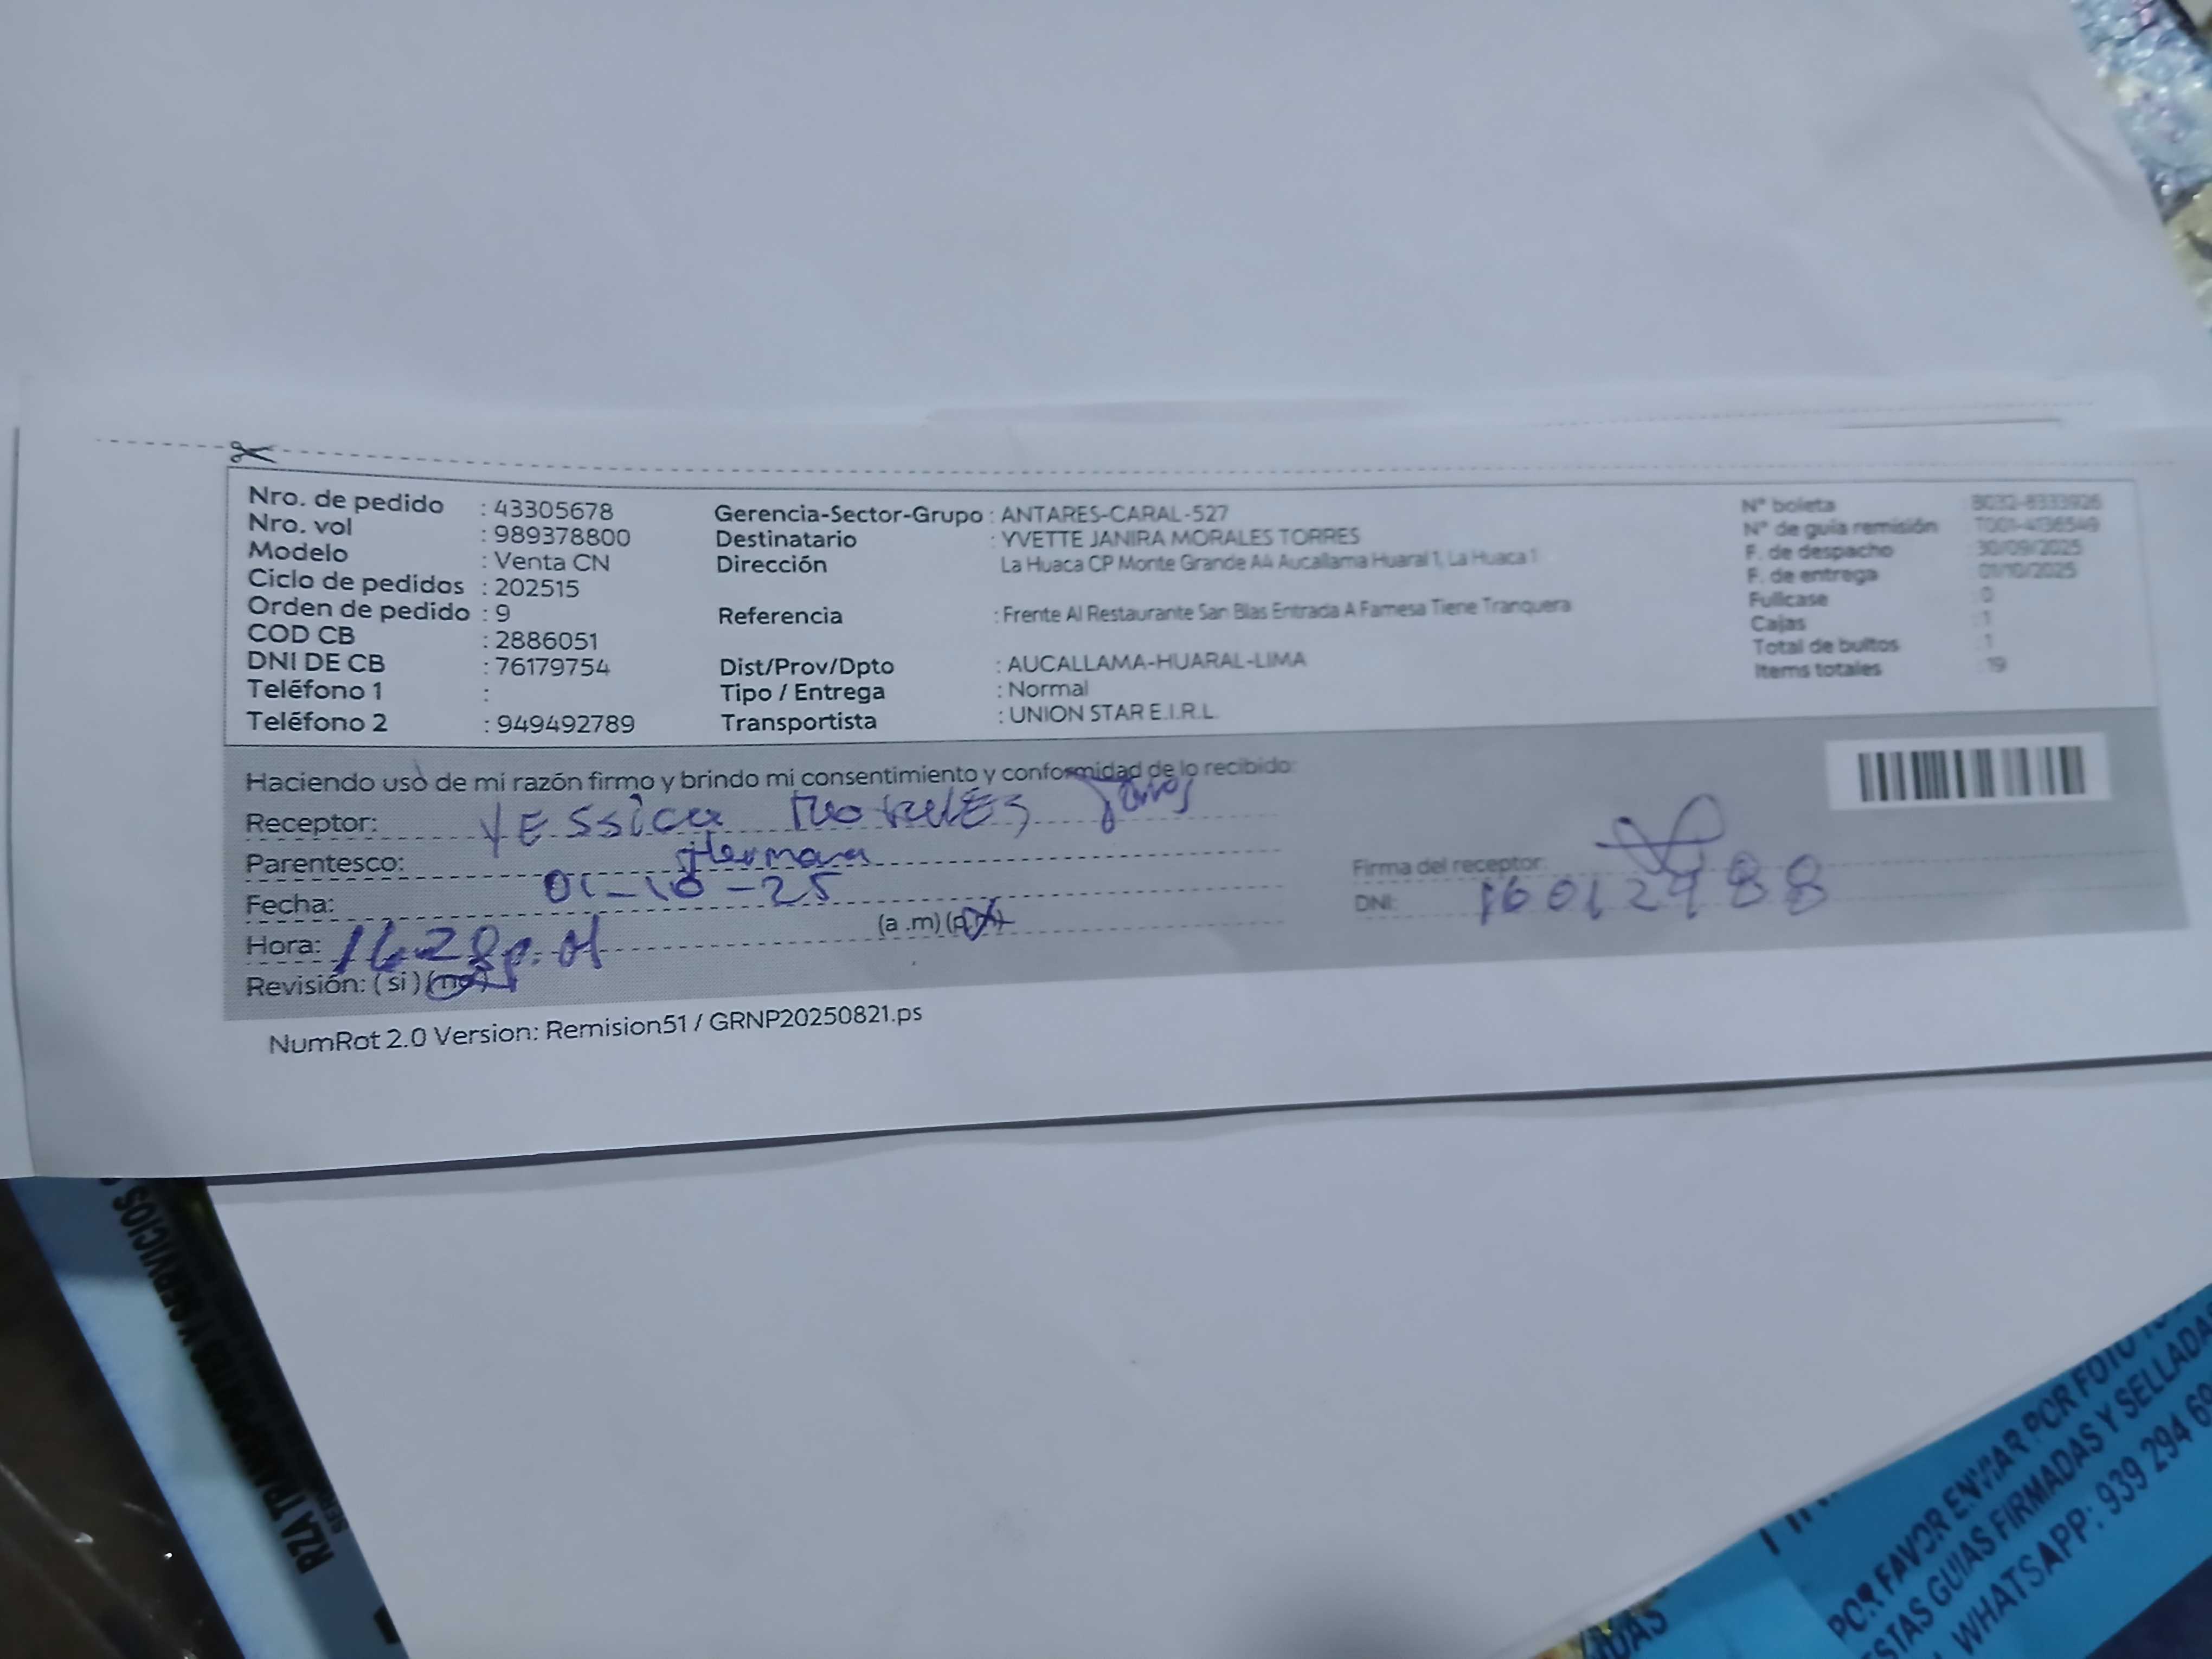 Nro. de pedido : 43305678
Nro. vol : 989378800
Modelo : Venta CN
Ciclo de pedidos : 202515
Orden de pedido : 9
COD CB : 2886051
DNI DE CB : 76179754
Teléfono 1 :
Teléfono 2 : 949492789
Gerencia-Sector-Grupo : ANTARES-CARAL-527
Destinatario : YVETTE JANIRA MORALES TORRES
Dirección La Huaca CP Monte Grande A4 Aucallama Huaral 1, La Huaca 1
Referencia : Frente Al Restaurante San Blas Entrada A Famesa Tiene Tranquera
Dist/Prov/Dpto : AUCALLAMA-HUARAL-LIMA
Tipo / Entrega : Normal
Transportista : UNION STAR E.I.R.L.
N° boleta B032-8333926
N° de guía remisión T001-4136549
F. de despacho : 30/09/2025
F. de entrega : 01/10/2025
Fullcase : 0
Cajas : 1
Total de bultos : 1
Items totales : 19
Haciendo uso de mi razón firmo y brindo mi consentimiento y conformidad de lo recibido:
Receptor: YESSica Morales
Parentesco: Hermana
Fecha: 01-10-25
Hora: (a .m) (p.m)
Revisión: ( si ) (no)
Firma del receptor:
DNI: 16012988
NumRot 2.0 Version: Remision51 / GRNP20250821.ps
Y SERVICIOS
RZA
POR FAVOR ENVIAR POR FOTO
ESTAS GUIAS FIRMADAS Y SELLADAS
WHATSAPP: 939 294 69